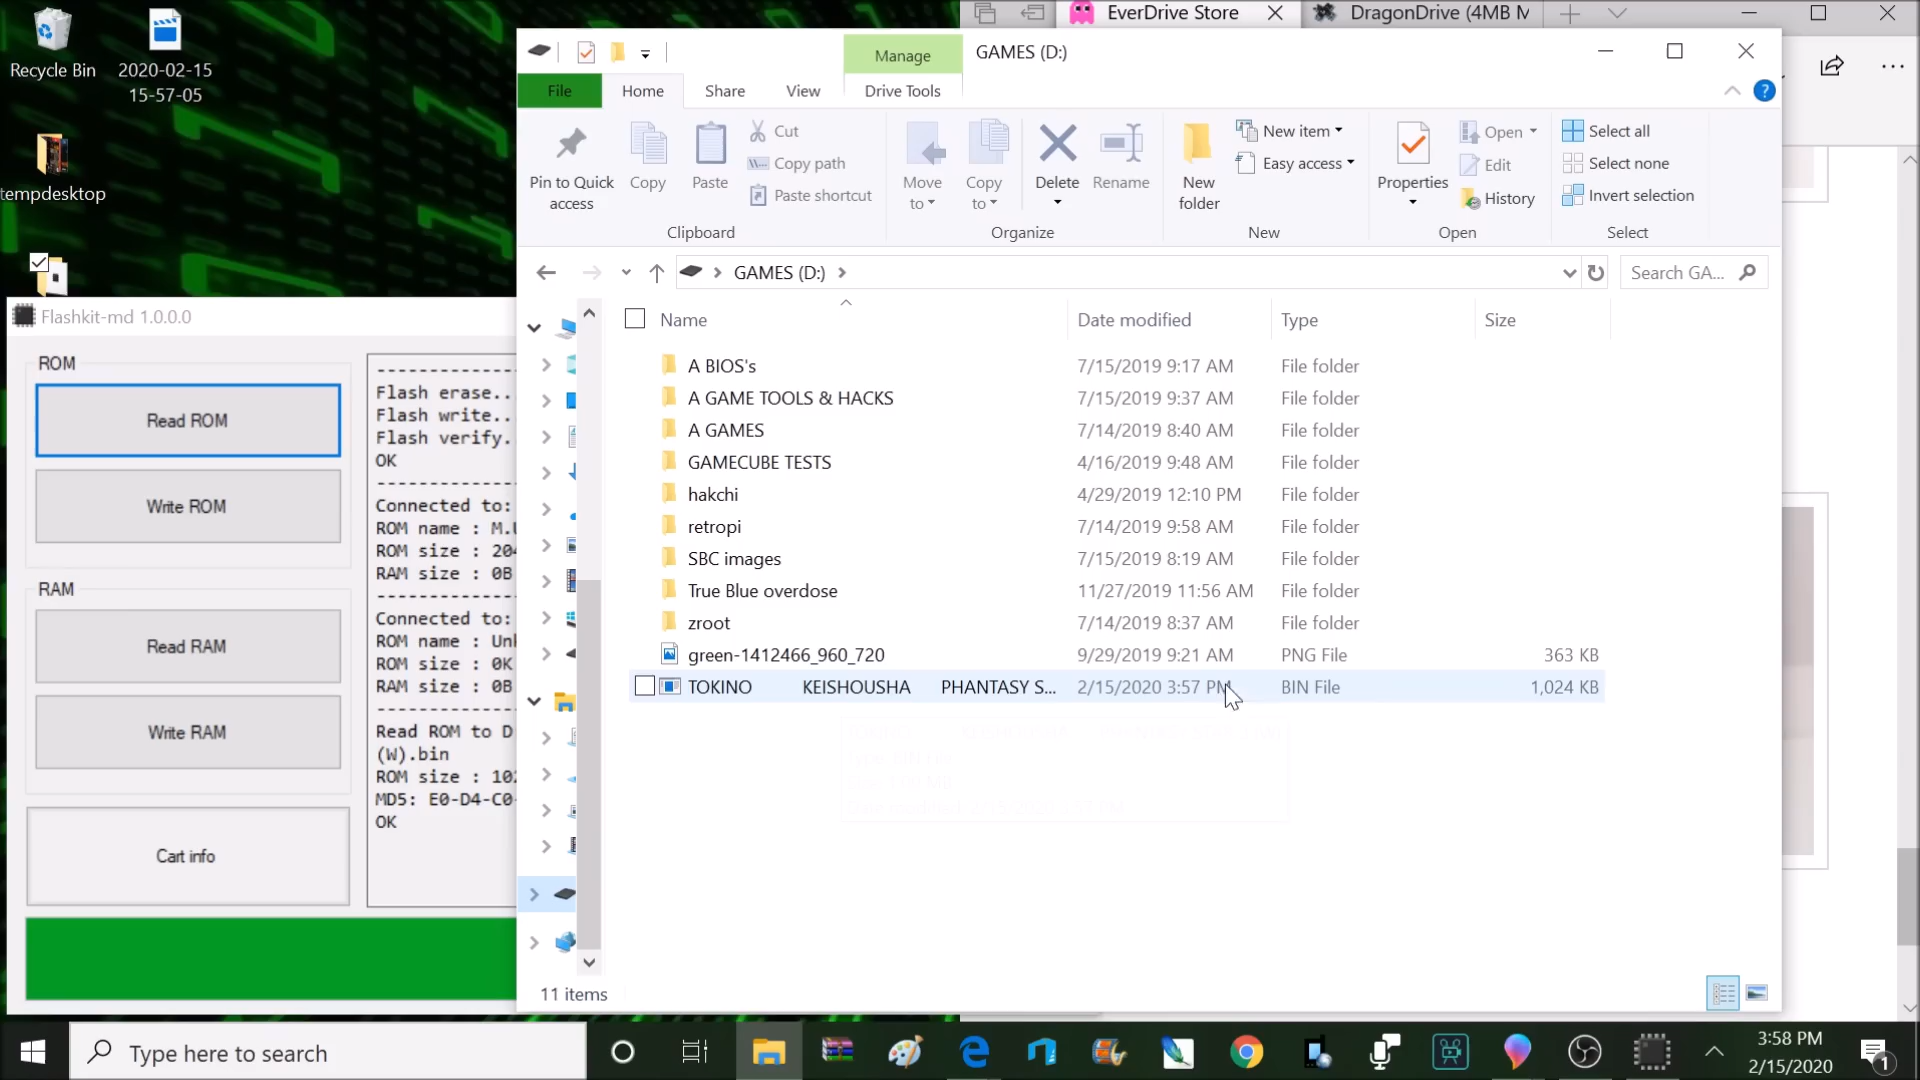 Recycle Bin
2020-02-15
15-57-05
tempdesktop
EverDrive Store
DragonDrive (4MB M
Manage
GAMES (D:)
File
Home
Share
View
Drive Tools
Pin to Quick
access
Copy
Paste
Cut
Copy path
Paste shortcut
Clipboard
Move
to
Copy
to
Delete
Rename
Organize
New
folder
New item
Easy access
New
Properties
Open
Edit
History
Open
Select all
Select none
Invert selection
Select
GAMES (D:)
Search GA...
Name
Date modified
Type
Size
A BIOS's 7/15/2019 9:17 AM File folder
A GAME TOOLS & HACKS 7/15/2019 9:37 AM File folder
A GAMES 7/14/2019 8:40 AM File folder
GAMECUBE TESTS 4/16/2019 9:48 AM File folder
hakchi 4/29/2019 12:10 PM File folder
retropi 7/14/2019 9:58 AM File folder
SBC images 7/15/2019 8:19 AM File folder
True Blue overdose 11/27/2019 11:56 AM File folder
zroot 7/14/2019 8:37 AM File folder
green-1412466_960_720 9/29/2019 9:21 AM PNG File 363 KB
TOKINO KEISHOUSHA PHANTASY S... 2/15/2020 3:57 PM BIN File 1,024 KB
11 items
Flashkit-md 1.0.0.0
ROM
Read ROM
Write ROM
RAM
Read RAM
Write RAM
Cart info
--------------
Flash erase..
Flash write..
Flash verify.
OK
--------------
Connected to:
ROM name : M.U
ROM size : 204
RAM size : 0B
--------------
Connected to:
ROM name : Unk
ROM size : 0K
RAM size : 0B
--------------
Read ROM to D
(W).bin
ROM size : 102
MD5: E0-D4-C0-
OK
Type here to search
3:58 PM
2/15/2020
1